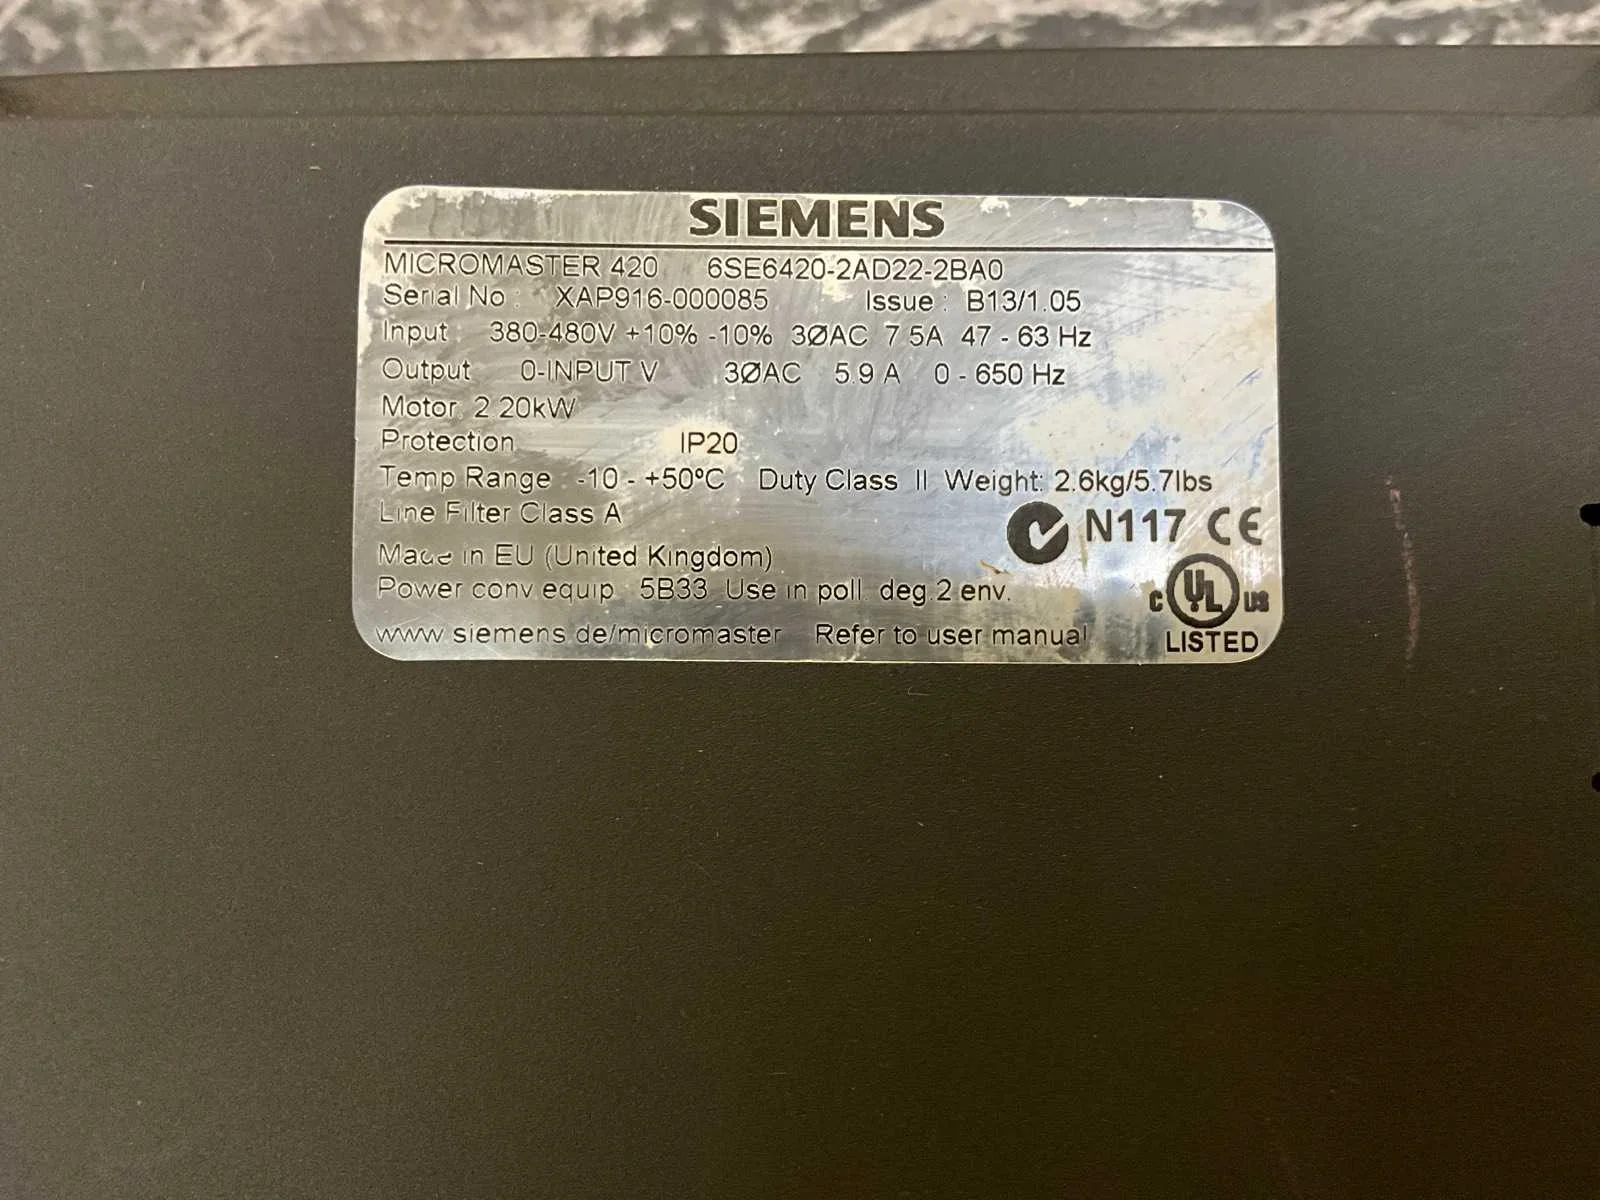 SIEMENS
MICROMASTER 420 6SE6420-2AD22-2BA0
Serial No : XAP916-000085 Issue : B13/1.05
Input : 380-480V +10% -10% 3ØAC 7.5A 47 - 63 Hz
Output 0-INPUT V 3ØAC 5.9 A 0 - 650 Hz
Motor: 2.20kW
Protection IP20
Temp Range : -10 - +50°C Duty Class II Weight: 2.6kg/5.7lbs
Line Filter Class A
N117 CE
Made in EU (United Kingdom)
Power conv.equip 5B33 Use in poll. deg.2 env.
c UL us
www.siemens.de/micromaster Refer to user manual
LISTED